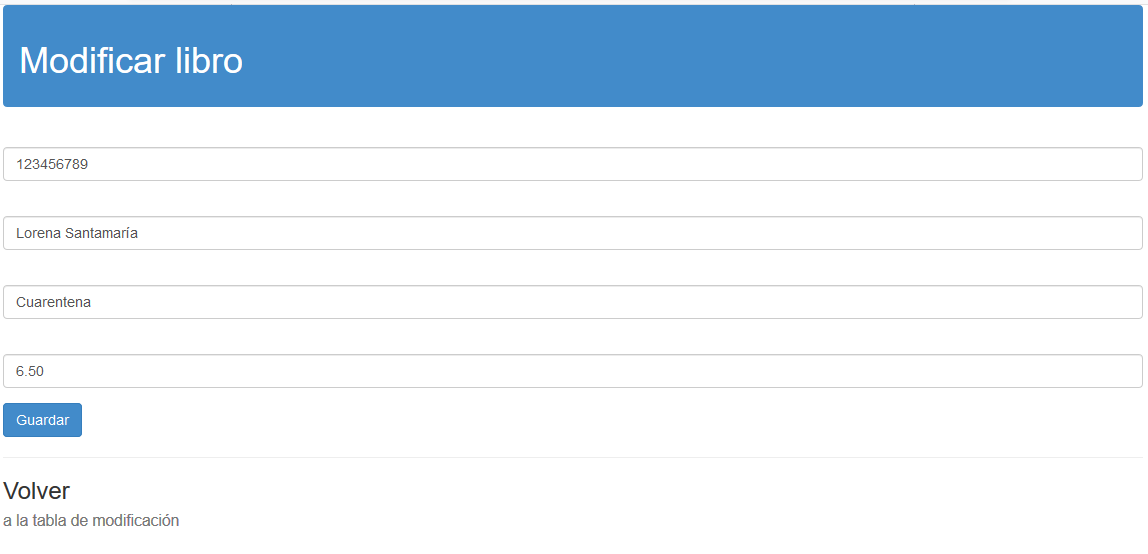 Modificar libro
123456789
Lorena Santamaría
Cuarentena
6.50
Guardar
Volver
a la tabla de modificación